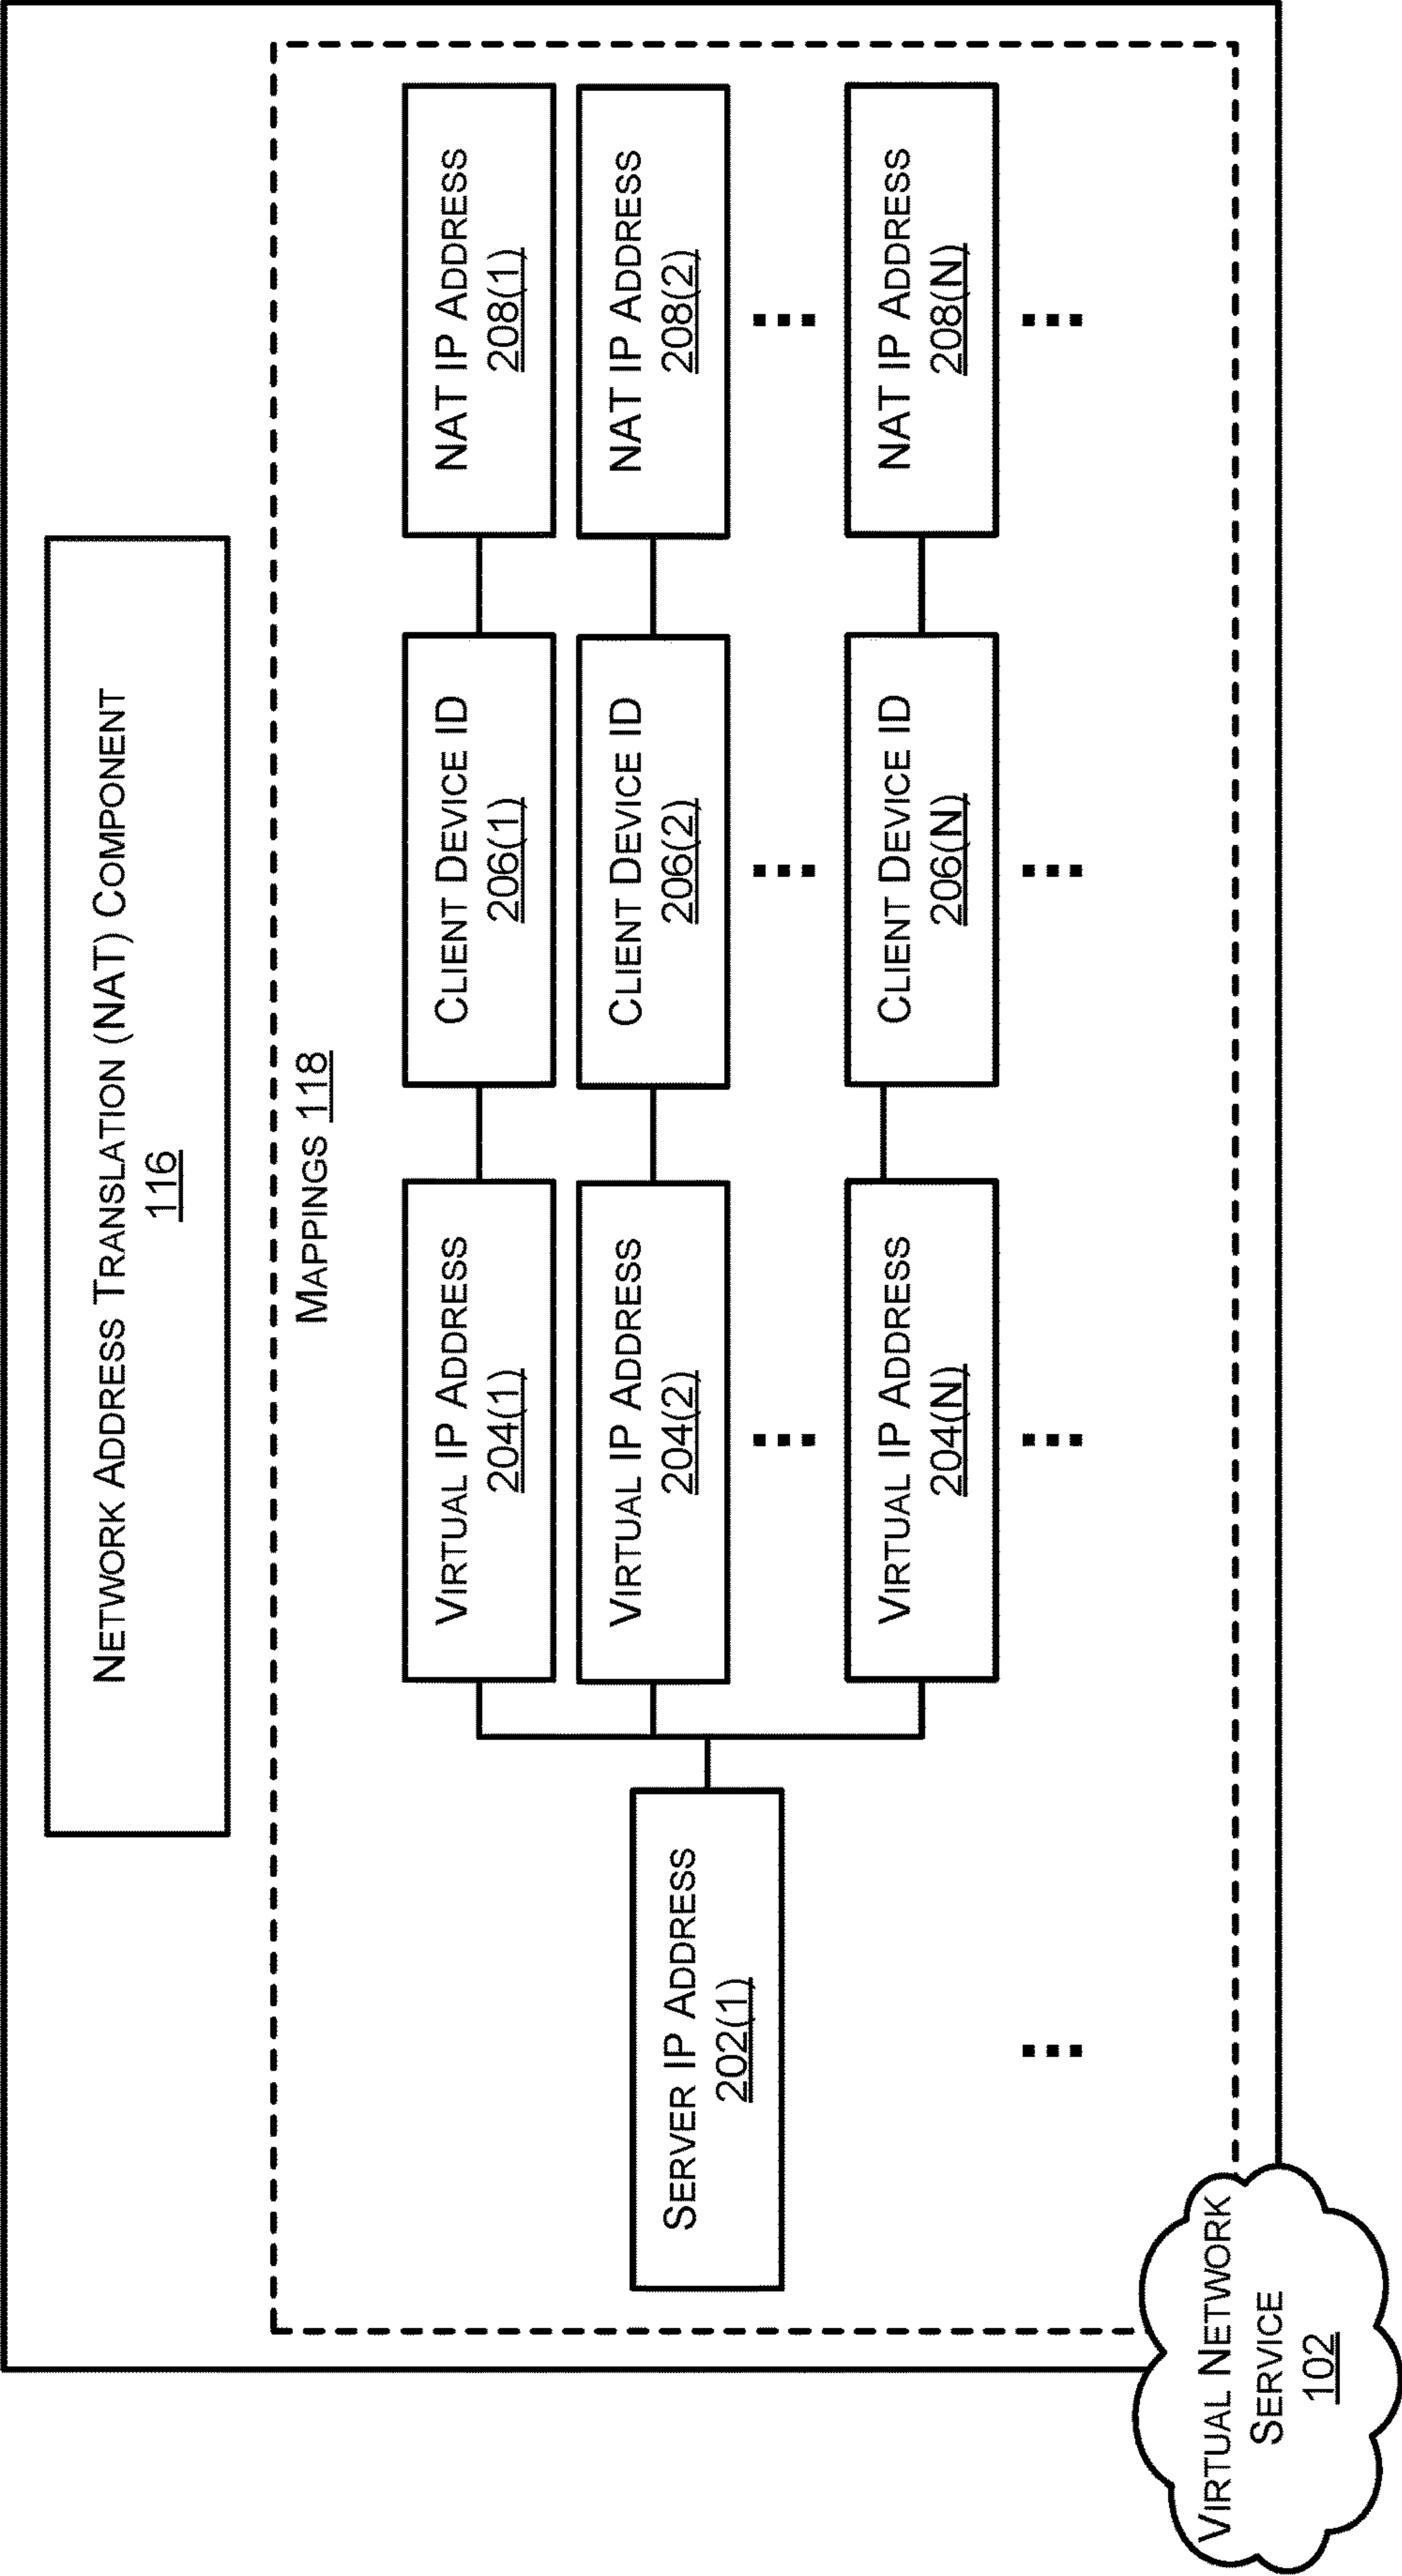 NETWORK ADDRESS TRANSLATION (NAT) COMPONENT
116
MAPPINGS 118
SERVER IP ADDRESS
202(1)
VIRTUAL IP ADDRESS
204(1)
CLIENT DEVICE ID
206(1)
NAT IP ADDRESS
208(1)
VIRTUAL IP ADDRESS
204(2)
CLIENT DEVICE ID
206(2)
NAT IP ADDRESS
208(2)
VIRTUAL IP ADDRESS
204(N)
CLIENT DEVICE ID
206(N)
NAT IP ADDRESS
208(N)
VIRTUAL NETWORK
SERVICE
102